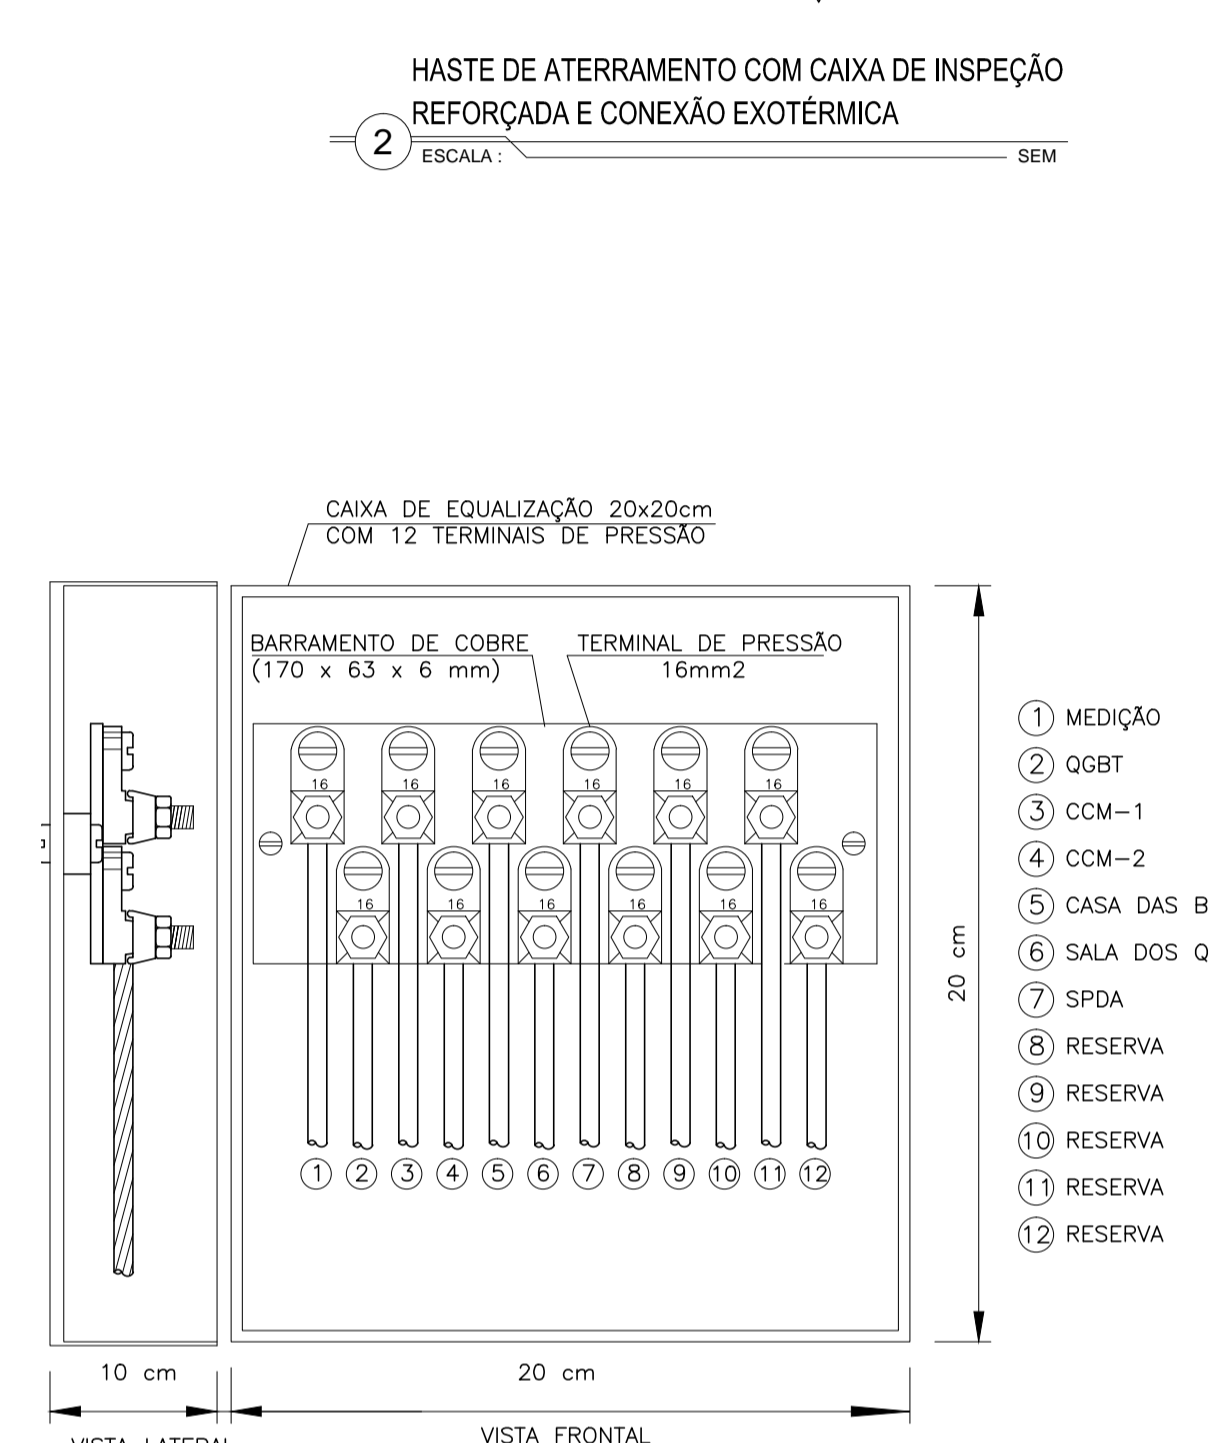 HASTE DE ATERRAMENTO COM CAIXA DE INSPEÇÃO
REFORÇADA E CONEXÃO EXOTÉRMICA
2
ESCALA : SEM
CAIXA DE EQUALIZAÇÃO 20x20cm
COM 12 TERMINAIS DE PRESSÃO
BARRAMENTO DE COBRE
(170 x 63 x 6 mm)
TERMINAL DE PRESSÃO
16mm2
16 16 16 16 16 16
16 16 16 16 16 16
1 2 3 4 5 6 7 8 9 10 11 12
20 cm
1 MEDIÇÃO
2 QGBT
3 CCM-1
4 CCM-2
5 CASA DAS B
6 SALA DOS Q
7 SPDA
8 RESERVA
9 RESERVA
10 RESERVA
11 RESERVA
12 RESERVA
10 cm
20 cm
VISTA LATERAL
VISTA FRONTAL